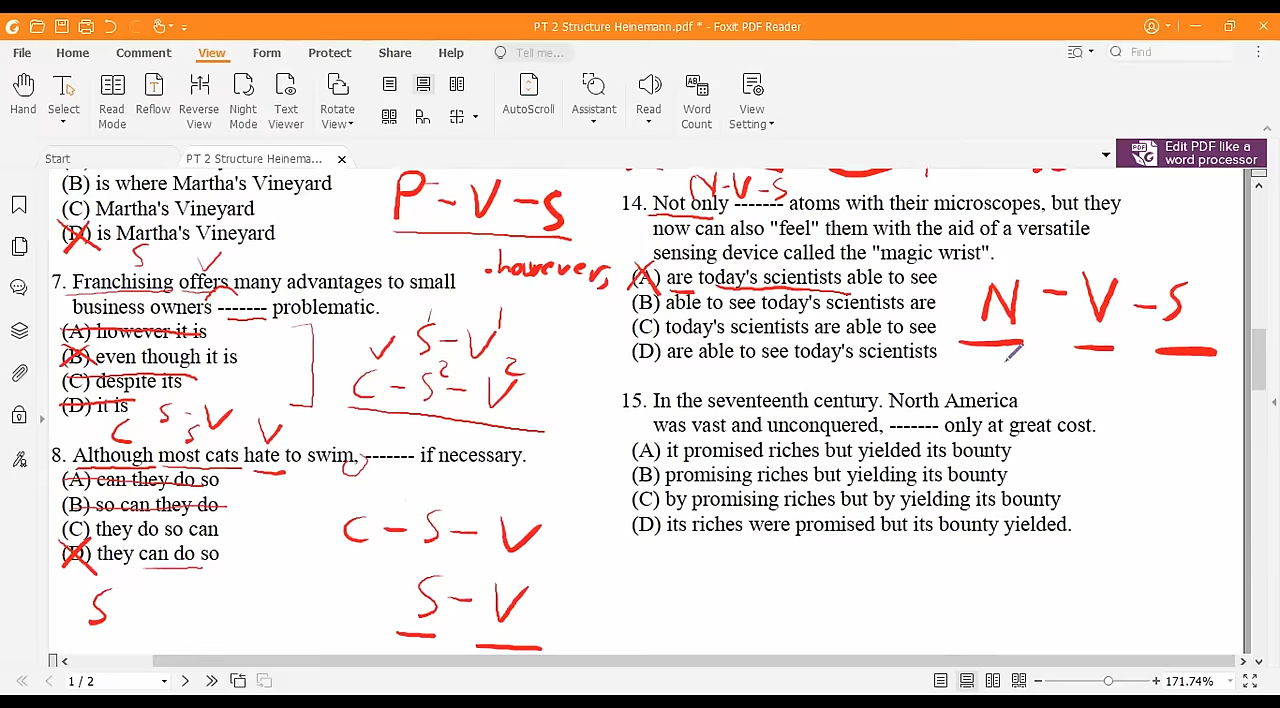 PT 2 Structure Heinemann.pdf * - Foxit PDF Reader
File Home Comment Convert View Form Protect Share Help Tell me... Find
Hand Select Read Mode Reflow Reverse View Night Mode Text Viewer Rotate View AutoScroll Assistant Read Word Count View Setting
Start PT 2 Structure Heinema... Edit PDF like a word processor
(B) is where Martha's Vineyard
(C) Martha's Vineyard
(D) is Martha's Vineyard
P - V - S
S V
7. Franchising offers many advantages to small
business owners ------- problematic.
(A) however it is
(B) even though it is
(C) despite its
(D) it is
. however,
S - V 1
C - S 2 - V 2
S - V
C S V
8. Although most cats hate to swim, ------- if necessary.
(A) can they do so
(B) so can they do
(C) they do so can
(D) they can do so
S
C - S - V
S - V
N - V - S
14. Not only ------- atoms with their microscopes, but they
now can also "feel" them with the aid of a versatile
sensing device called the "magic wrist".
(A) are today's scientists able to see
(B) able to see today's scientists are
(C) today's scientists are able to see
(D) are able to see today's scientists
N - V - S
15. In the seventeenth century. North America
was vast and unconquered, ------- only at great cost.
(A) it promised riches but yielded its bounty
(B) promising riches but yielding its bounty
(C) by promising riches but by yielding its bounty
(D) its riches were promised but its bounty yielded.
1 / 2 171.74%